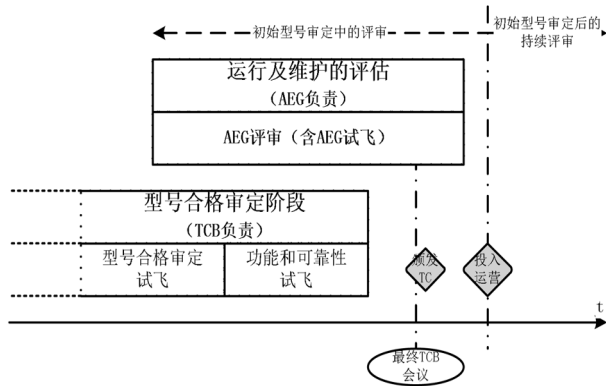 初始型号审定中的评审
初始型号审定后的
持续评审
运行及维护的评估
(AEG负责)
AEG评审（含AEG试飞）
型号合格审定阶段
(TCB负责)
型号合格审定
试飞
功能和可靠性
试飞
颁发
TC
投入
运营
t
最终TCB
会议